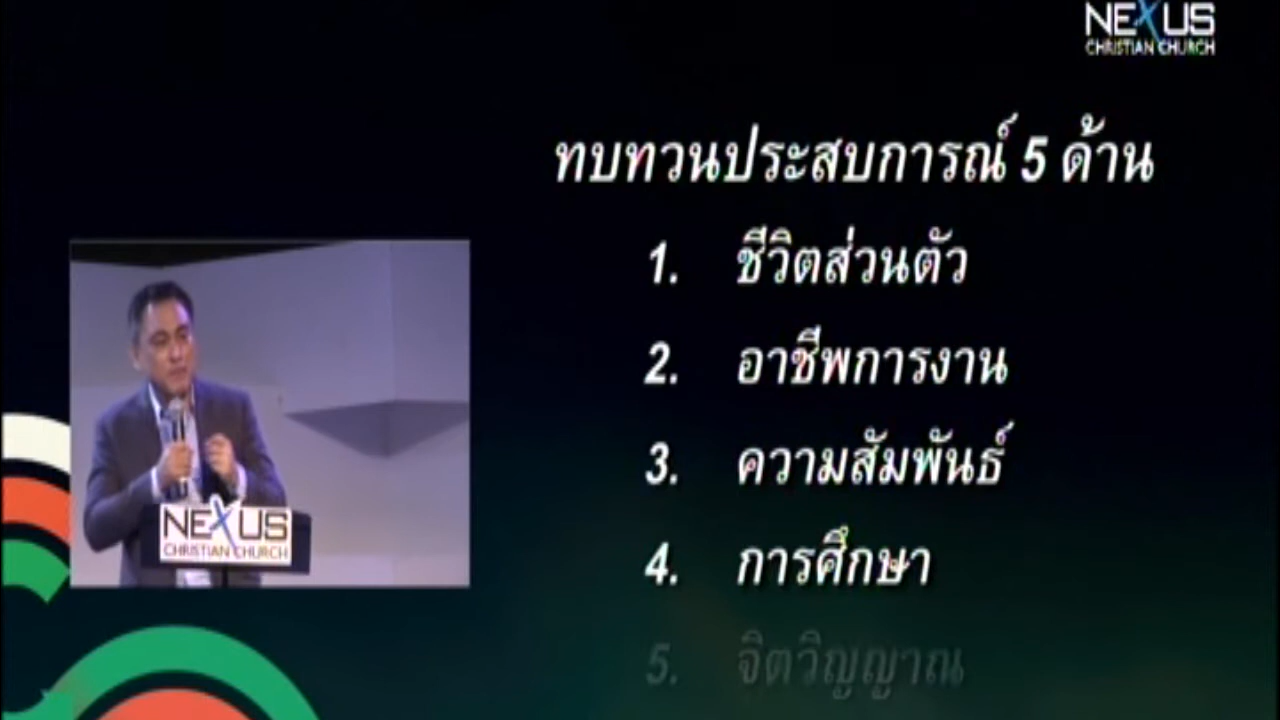 NEXUS
CHRISTIAN CHURCH
ทบทวนประสบการณ์ 5 ด้าน
1. ชีวิตส่วนตัว
2. อาชีพการงาน
3. ความสัมพันธ์
4. การศึกษา
5. จิตวิญญาณ
NEXUS
CHRISTIAN CHURCH